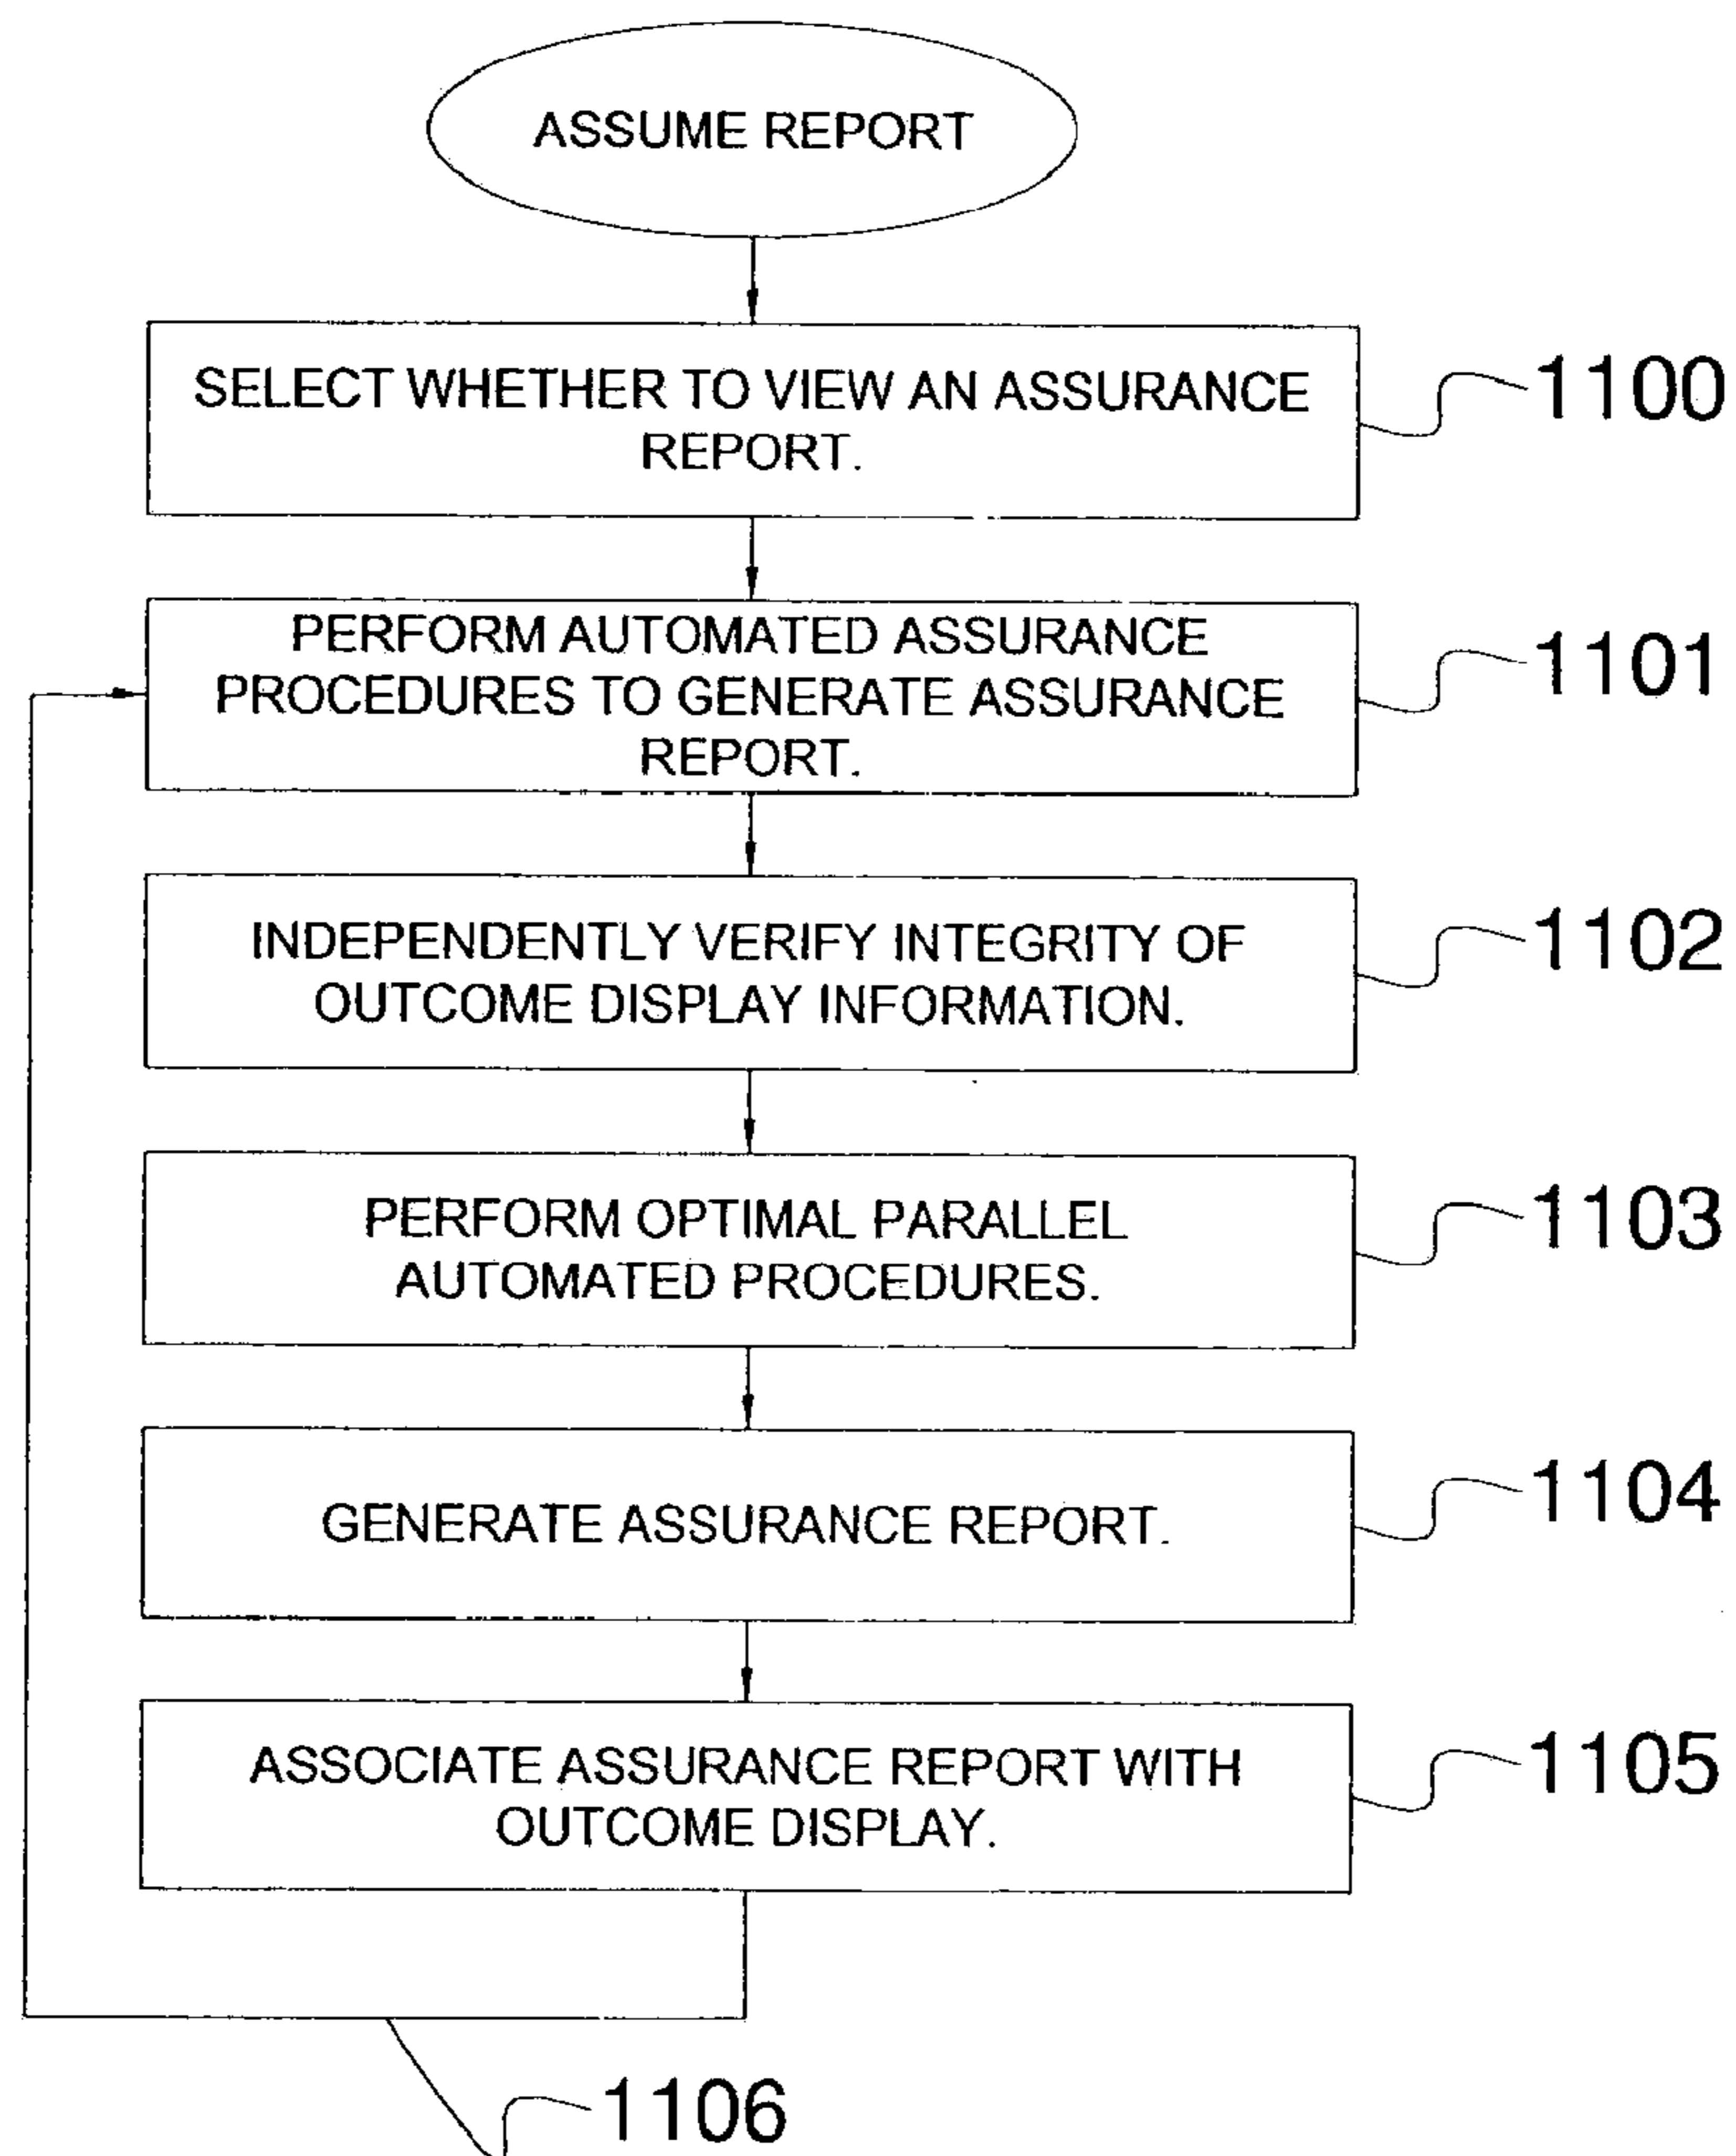 ASSUME REPORT
SELECT WHETHER TO VIEW AN ASSURANCE
REPORT.
1100
PERFORM AUTOMATED ASSURANCE
PROCEDURES TO GENERATE ASSURANCE
REPORT.
1101
INDEPENDENTLY VERIFY INTEGRITY OF
OUTCOME DISPLAY INFORMATION.
1102
PERFORM OPTIMAL PARALLEL
AUTOMATED PROCEDURES.
1103
GENERATE ASSURANCE REPORT.
1104
ASSOCIATE ASSURANCE REPORT WITH
OUTCOME DISPLAY.
1105
1106